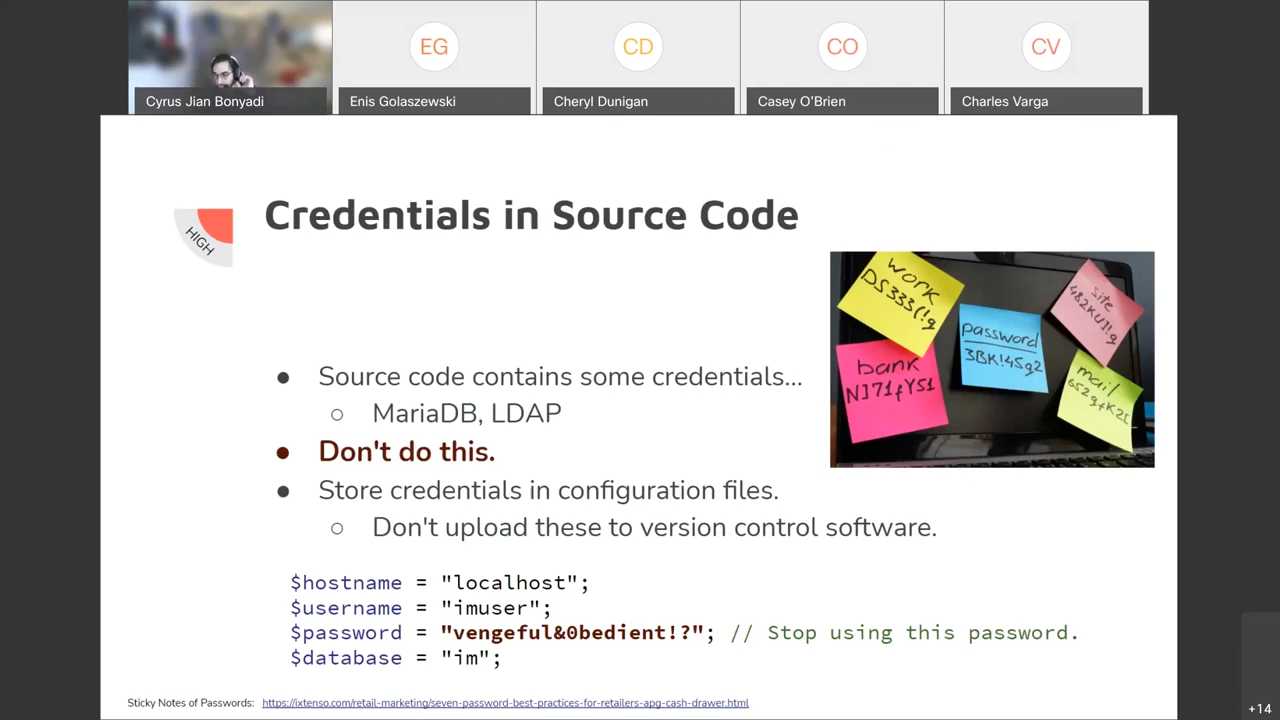 EG
CD
CO
CV
Cyrus Jian Bonyadi
Enis Golaszewski
Cheryl Dunigan
Casey O'Brien
Charles Varga
Credentials in Source Code
HIGH
work
DS333(!g
password
3BK!45g2
site
482KUJ!g
bank
NJ71fYS1
mail
● Source code contains some credentials...
○ MariaDB, LDAP
● Don't do this.
● Store credentials in configuration files.
○ Don't upload these to version control software.
$hostname = "localhost";
$username = "imuser";
$password = "vengeful&0bedient!?"; // Stop using this password.
$database = "im";
Sticky Notes of Passwords: https://ixtenso.com/retail-marketing/seven-password-best-practices-for-retailers-apg-cash-drawer.html
+14